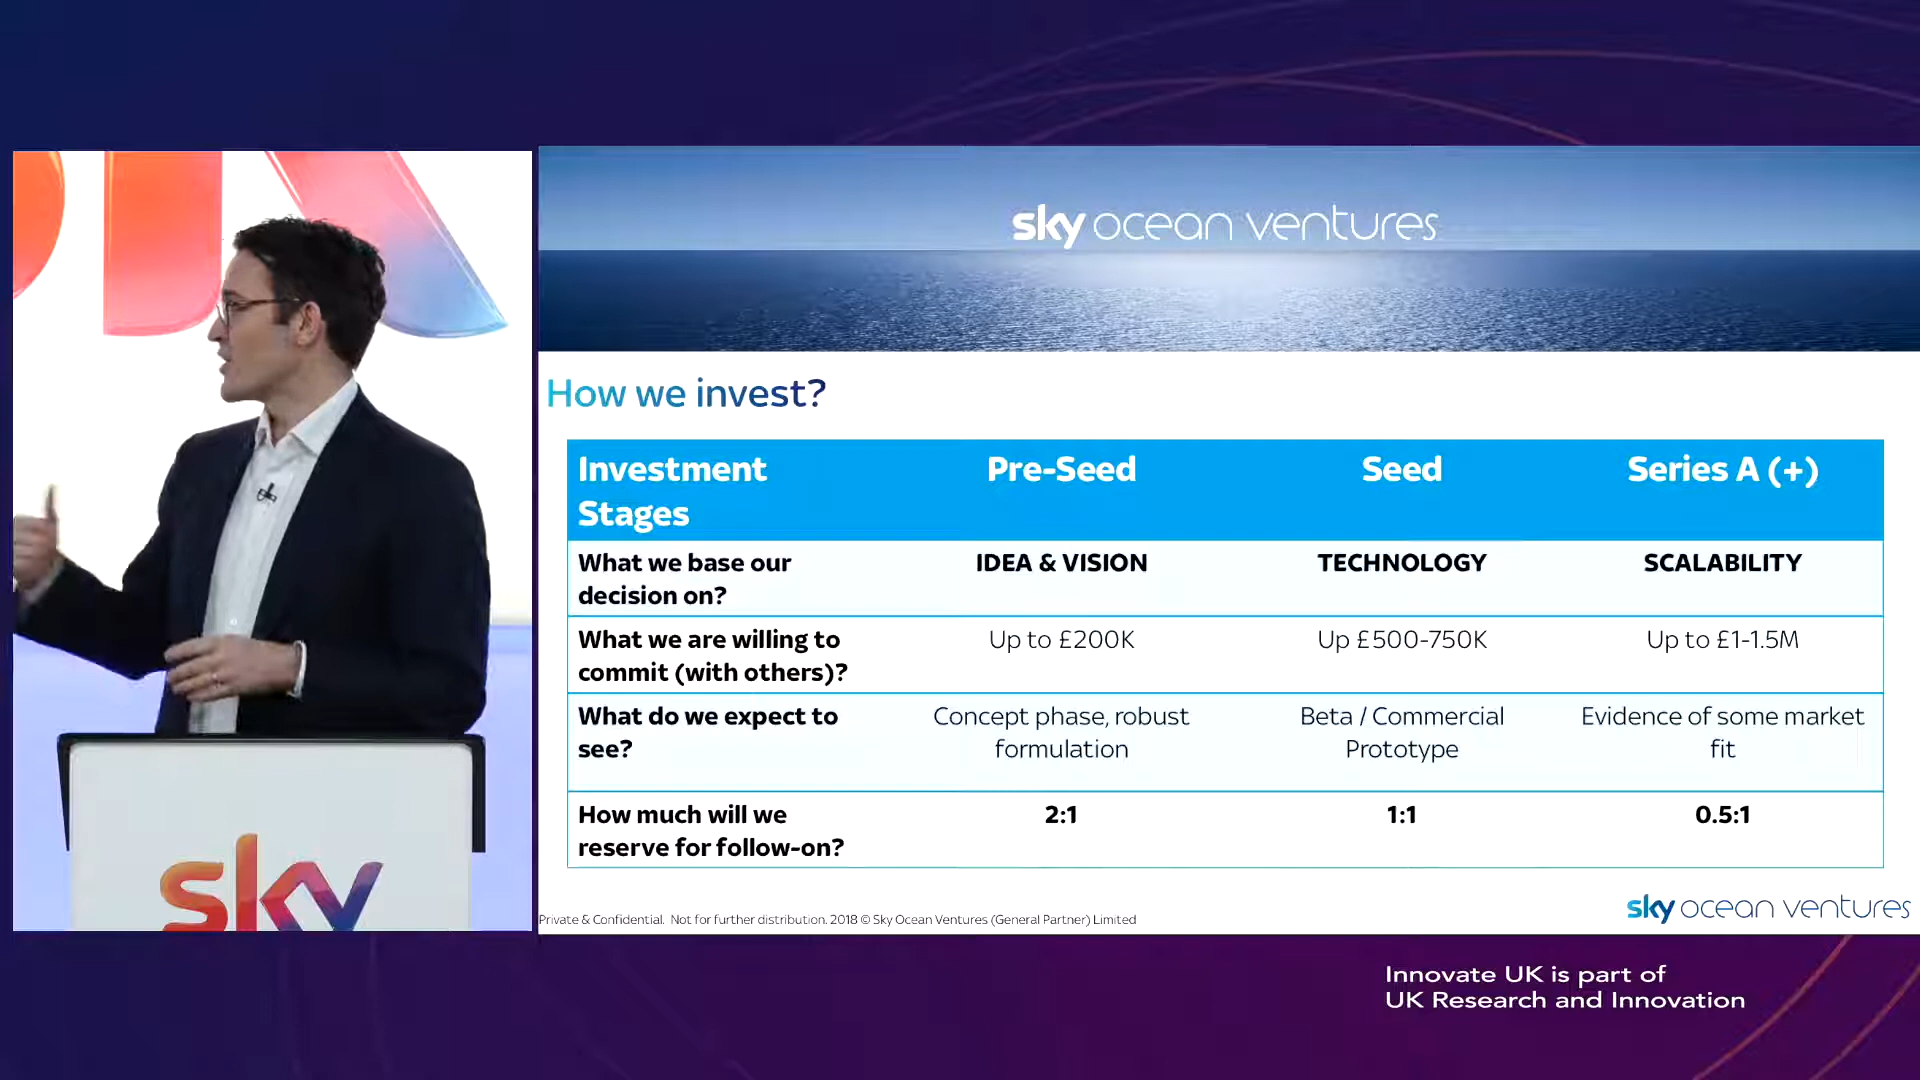 sky ocean ventures
How we invest?
Investment Stages
Pre-Seed
Seed
Series A (+)
What we base our decision on?
IDEA & VISION
TECHNOLOGY
SCALABILITY
What we are willing to commit (with others)?
Up to £200K
Up £500-750K
Up to £1-1.5M
What do we expect to see?
Concept phase, robust formulation
Beta / Commercial Prototype
Evidence of some market fit
How much will we reserve for follow-on?
2:1
1:1
0.5:1
Private & Confidential. Not for further distribution. 2018 © Sky Ocean Ventures (General Partner) Limited
sky ocean ventures
sky
Innovate UK is part of
UK Research and Innovation